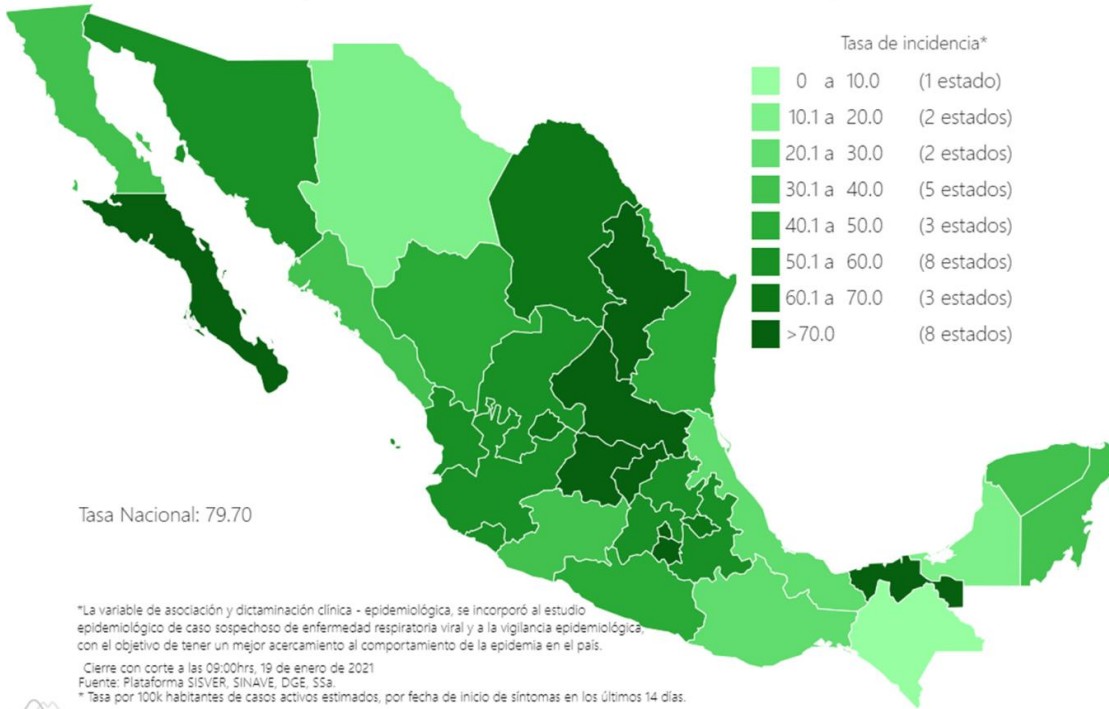 Tasa de incidencia*
0 a 10.0 (1 estado)
10.1 a 20.0 (2 estados)
20.1 a 30.0 (2 estados)
30.1 a 40.0 (5 estados)
40.1 a 50.0 (3 estados)
50.1 a 60.0 (8 estados)
60.1 a 70.0 (3 estados)
>70.0 (8 estados)
Tasa Nacional: 79.70
*La variable de asociación y dictaminación clínica - epidemiológica, se incorporó al estudio
epidemiológico de caso sospechoso de enfermedad respiratoria viral y a la vigilancia epidemiológica,
con el objetivo de tener un mejor acercamiento al comportamiento de la epidemia en el país.
Cierre con corte a las 09:00hrs, 19 de enero de 2021
Fuente: Plataforma SISVER, SINAVE, DGE, SSa.
* Tasa por 100k habitantes de casos activos estimados, por fecha de inicio de síntomas en los últimos 14 días.